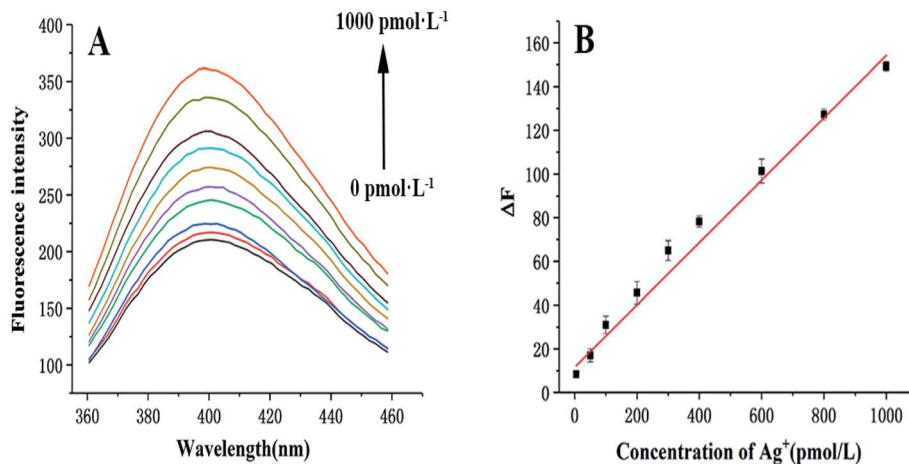 A
1000 pmol·L-1
0 pmol·L-1
400
350
300
250
200
150
100
Fluorescence intensity
360 380 400 420 440 460
Wavelength(nm)
B
160
140
120
100
80
60
40
20
0
ΔF
0 200 400 600 800 1000
Concentration of Ag+(pmol/L)